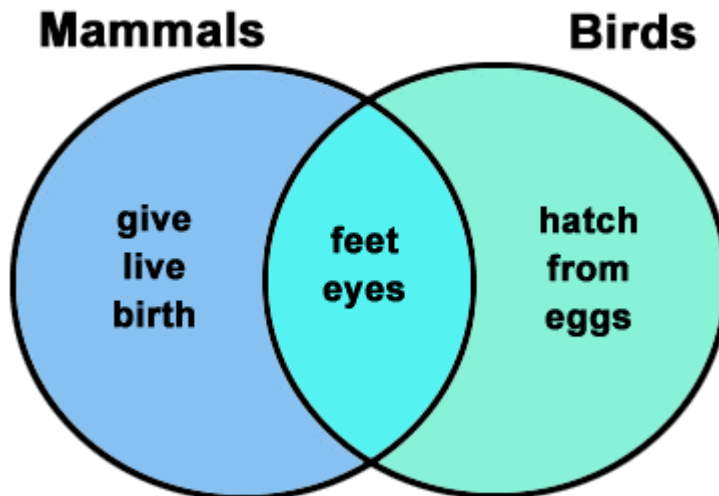 Mammals
Birds
give
live
birth
feet
eyes
hatch
from
eggs